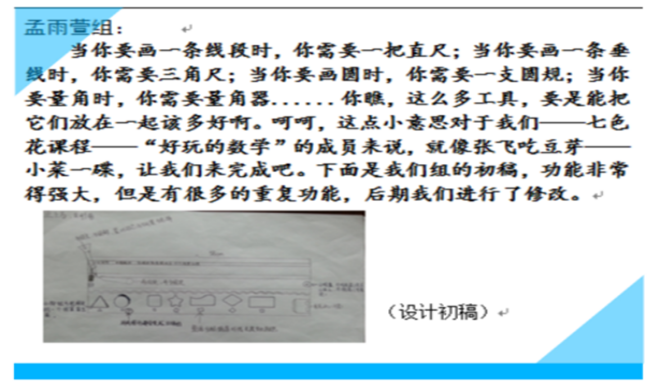 孟雨萱组：
当你要画一条线段时，你需要一把直尺；当你要画一条垂
线时，你需要三角尺；当你要画圆时，你需要一支圆规；当你
要量角时，你需要量角器......你瞧，这么多工具，要是能把
它们放在一起该多好啊。呵呵，这点小意思对于我们——七色
花课程——“好玩的数学”的成员来说，就像张飞吃豆芽——
小菜一碟，让我们来完成吧。下面是我们组的初稿，功能非常
得强大，但是有很多的重复功能，后期我们进行了修改。
（设计初稿）